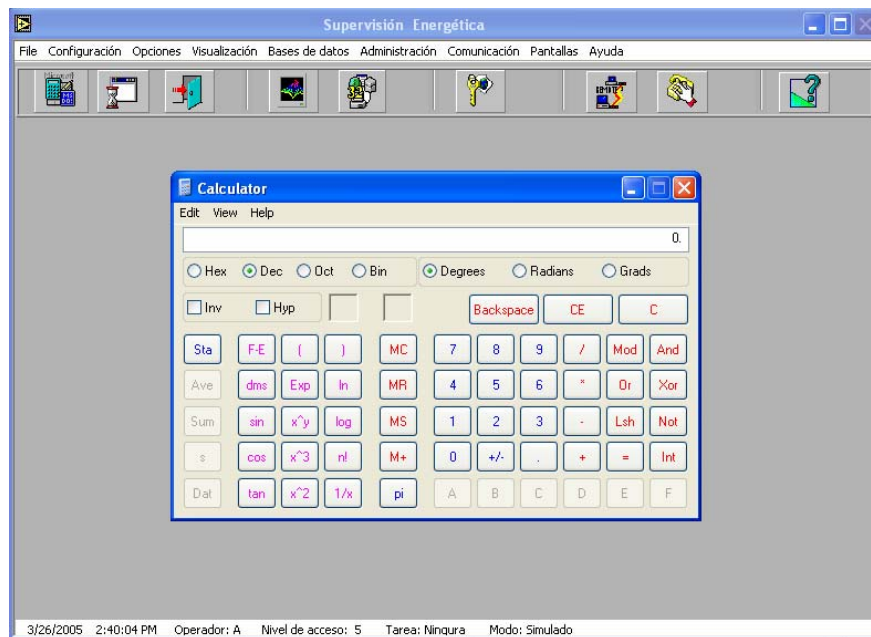 Supervisión Energética
File Configuración Opciones Visualización Bases de datos Administración Comunicación Pantallas Ayuda
Calculator
Edit View Help
0.
Hex Dec Oct Bin Degrees Radians Grads
Inv Hyp Backspace CE C
Sta F-E ( ) MC 7 8 9 / Mod And
Ave dms Exp ln MR 4 5 6 * Or Xor
Sum sin x^y log MS 1 2 3 - Lsh Not
s cos x^3 n! M+ 0 +/- . + = Int
Dat tan x^2 1/x pi A B C D E F
3/26/2005 2:40:04 PM Operador: A Nivel de acceso: 5 Tarea: Ningura Modo: Simulado